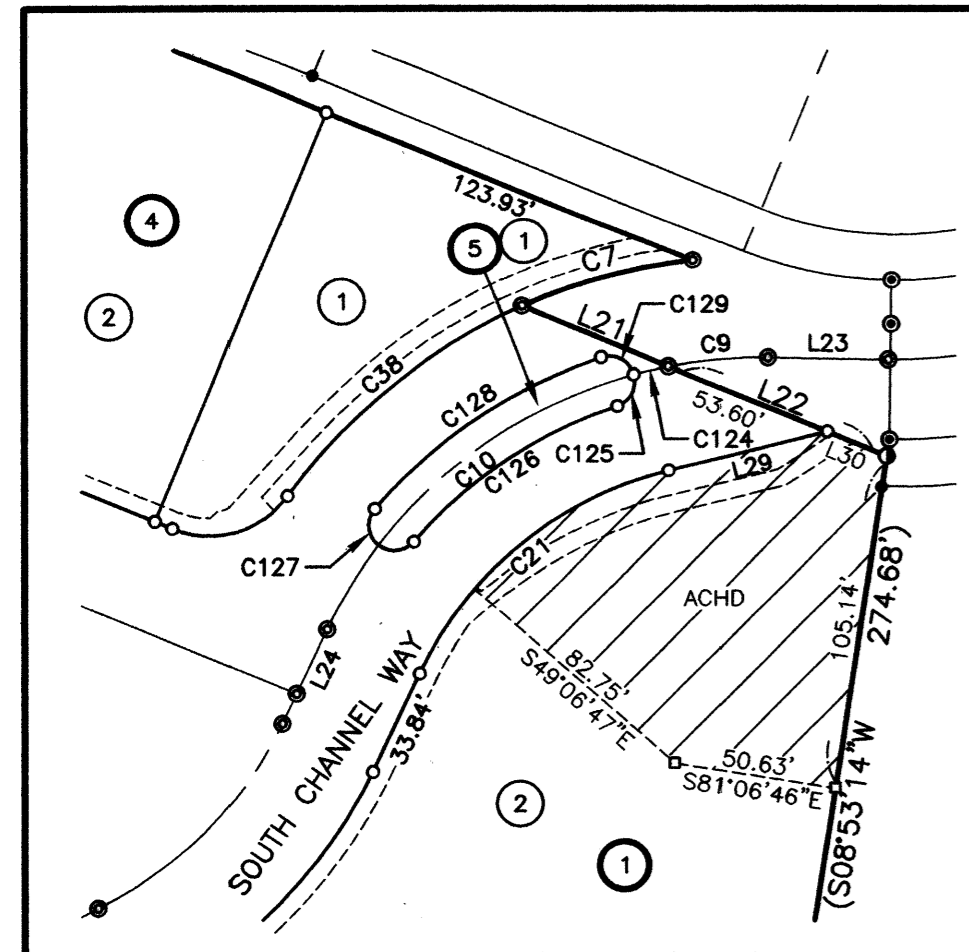 123.93'
4
5
1
C7
2
1
L21
C129
C9
L23
C38
C128
L22
53.60'
C124
C10
C126
C125
L29
L30
C127
C21
ACHD
274.68')
105.14'
L24
82.75'
S49°06'47"E
SOUTH CHANNEL WAY
33.84'
50.63'
S81°06'46"E
(S08°53'14"W
2
1